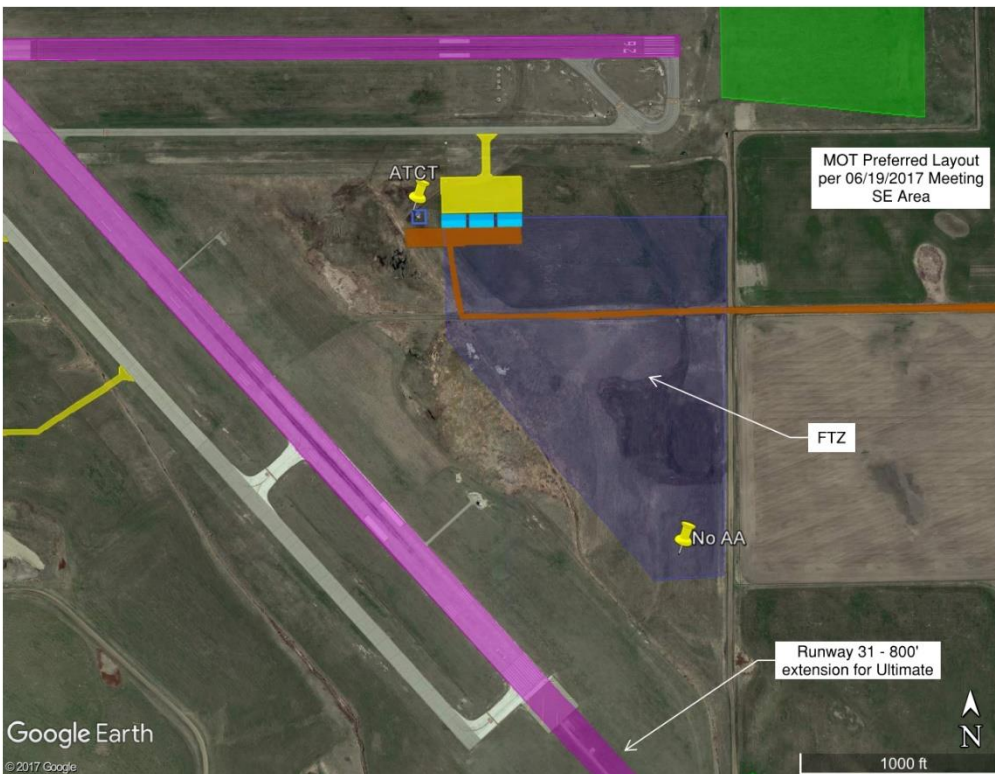 ATCT
MOT Preferred Layout
per 06/19/2017 Meeting
SE Area
FTZ
No AA
Runway 31 - 800'
extension for Ultimate
N
Google Earth
© 2017 Google
1000 ft